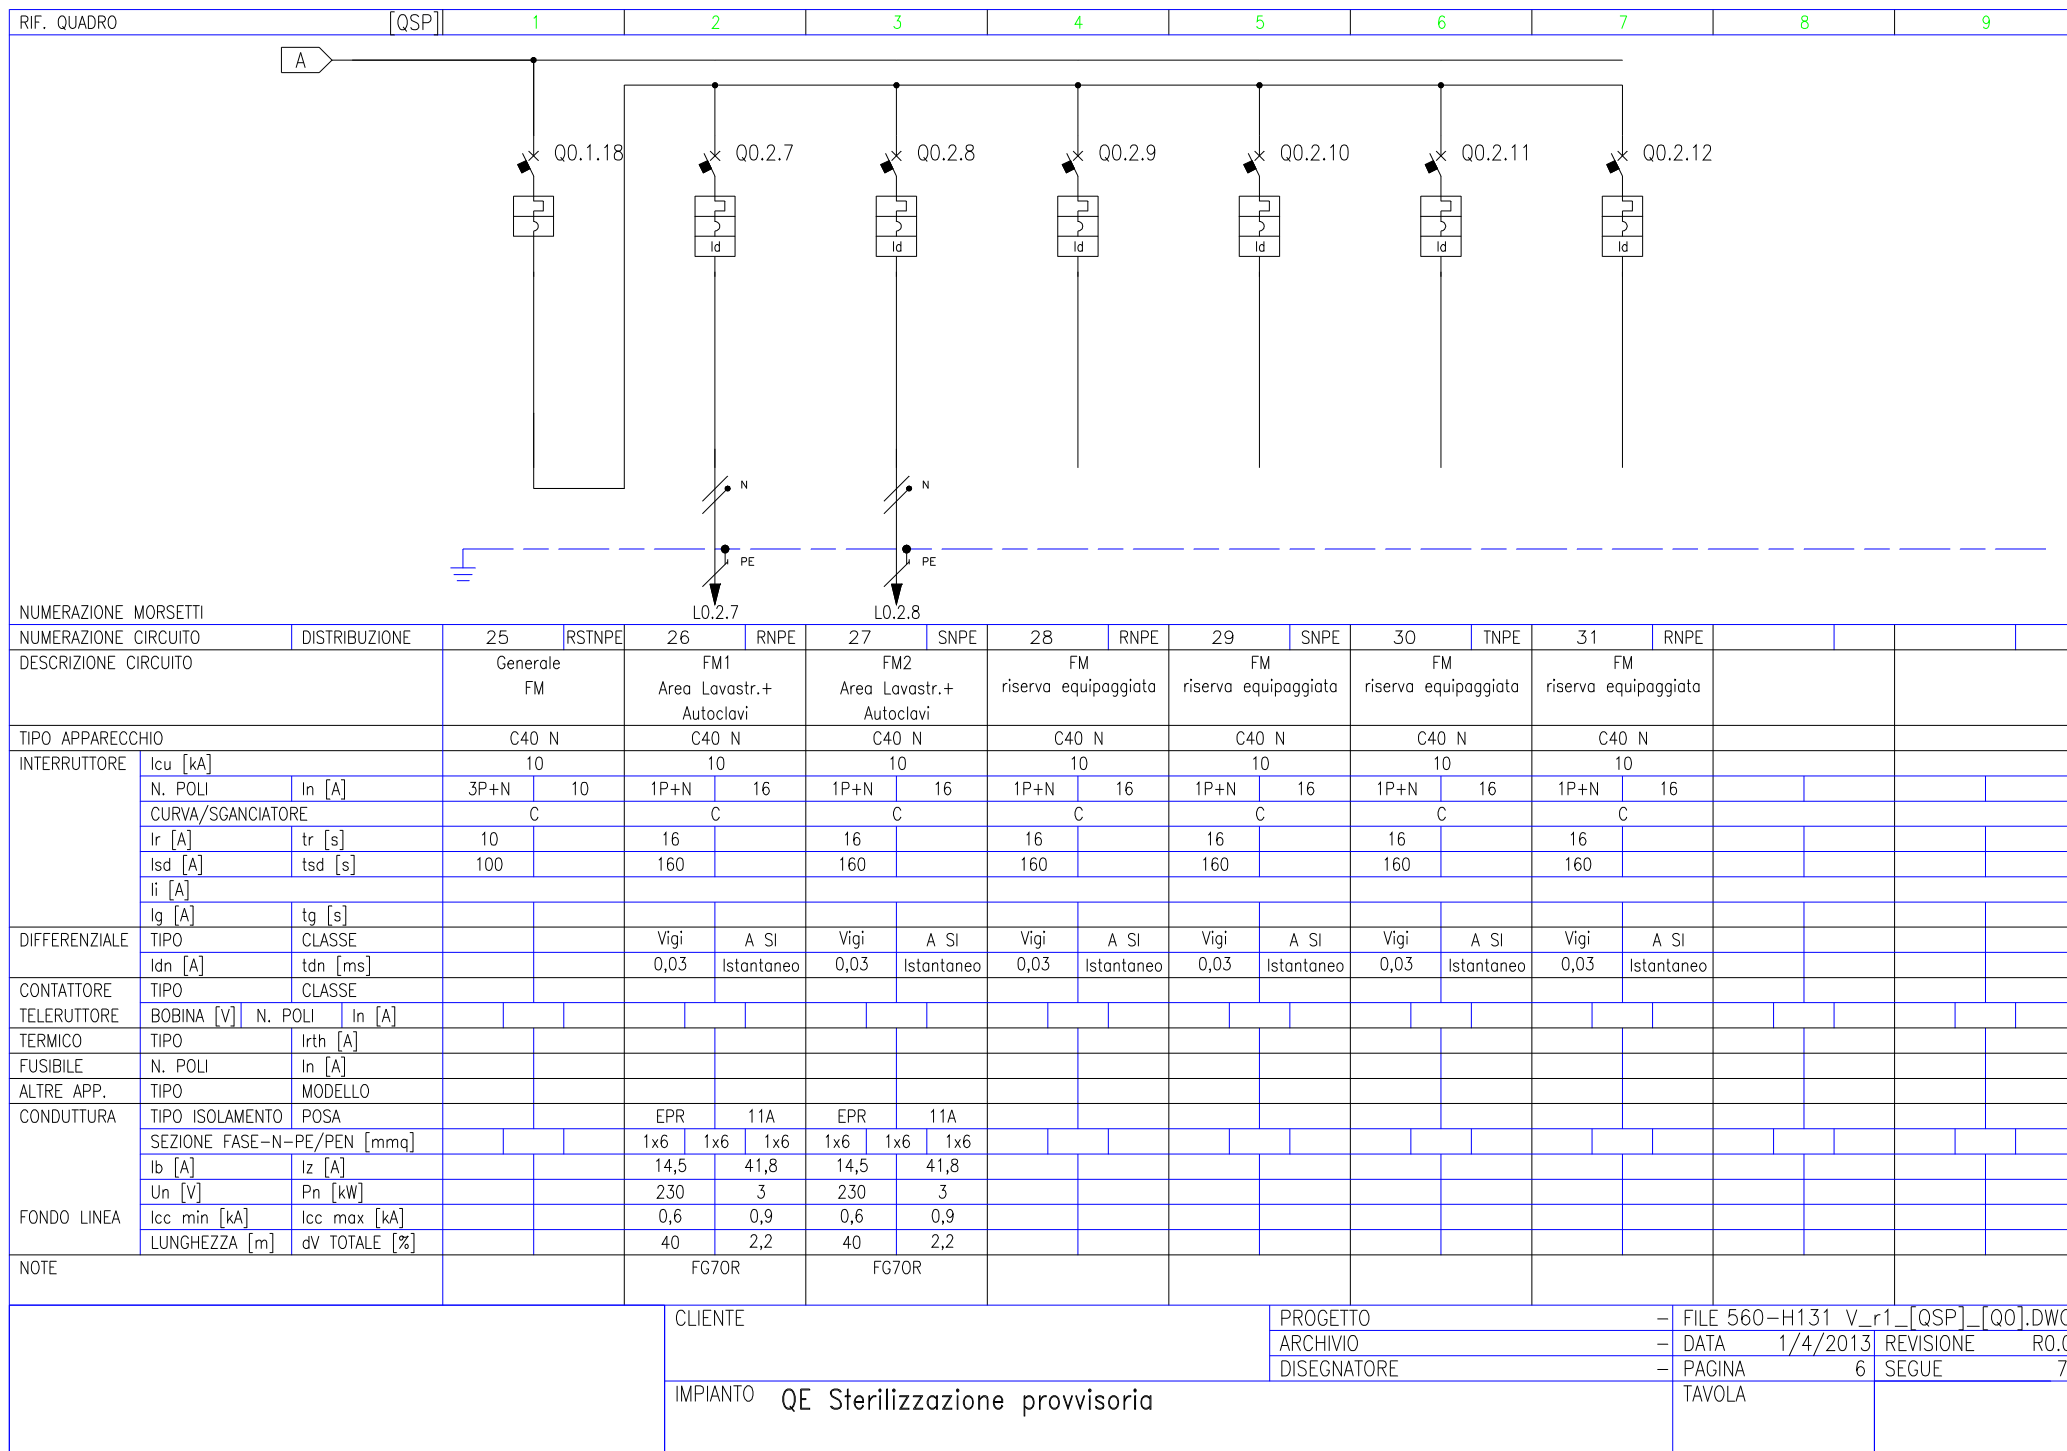 RIF. QUADRO [QSP] 1 2 3 4 5 6 7 8 9
A
Q0.1.18 Q0.2.7 Q0.2.8 Q0.2.9 Q0.2.10 Q0.2.11 Q0.2.12
Id Id Id Id Id Id
N N
PE PE
NUMERAZIONE MORSETTI L0.2.7 L0.2.8
NUMERAZIONE CIRCUITO DISTRIBUZIONE 25 RSTNPE 26 RNPE 27 SNPE 28 RNPE 29 SNPE 30 TNPE 31 RNPE
DESCRIZIONE CIRCUITO Generale FM1 FM2 FM FM FM FM
FM Area Lavastr.+ Area Lavastr.+ riserva equipaggiata riserva equipaggiata riserva equipaggiata riserva equipaggiata
Autoclavi Autoclavi
TIPO APPARECCHIO C40 N C40 N C40 N C40 N C40 N C40 N C40 N
INTERRUTTORE Icu [kA] 10 10 10 10 10 10 10
N. POLI In [A] 3P+N 10 1P+N 16 1P+N 16 1P+N 16 1P+N 16 1P+N 16 1P+N 16
CURVA/SGANCIATORE C C C C C C C
Ir [A] tr [s] 10 16 16 16 16 16 16
Isd [A] tsd [s] 100 160 160 160 160 160 160
Ii [A]
Ig [A] tg [s]
DIFFERENZIALE TIPO CLASSE Vigi A SI Vigi A SI Vigi A SI Vigi A SI Vigi A SI Vigi A SI
Idn [A] tdn [ms] 0,03 Istantaneo 0,03 Istantaneo 0,03 Istantaneo 0,03 Istantaneo 0,03 Istantaneo 0,03 Istantaneo
CONTATTORE TIPO CLASSE
TELERUTTORE BOBINA [V] N. POLI In [A]
TERMICO TIPO Irth [A]
FUSIBILE N. POLI In [A]
ALTRE APP. TIPO MODELLO
CONDUTTURA TIPO ISOLAMENTO POSA EPR 11A EPR 11A
SEZIONE FASE-N-PE/PEN [mmq] 1x6 1x6 1x6 1x6 1x6 1x6
Ib [A] Iz [A] 14,5 41,8 14,5 41,8
Un [V] Pn [kW] 230 3 230 3
FONDO LINEA Icc min [kA] Icc max [kA] 0,6 0,9 0,6 0,9
LUNGHEZZA [m] dV TOTALE [%] 40 2,2 40 2,2
NOTE FG7OR FG7OR
CLIENTE PROGETTO - FILE 560-H131 V_r1_[QSP]_[Q0].DWG
ARCHIVIO - DATA 1/4/2013 REVISIONE R0.0
DISEGNATORE - PAGINA 6 SEGUE 7
IMPIANTO QE Sterilizzazione provvisoria TAVOLA